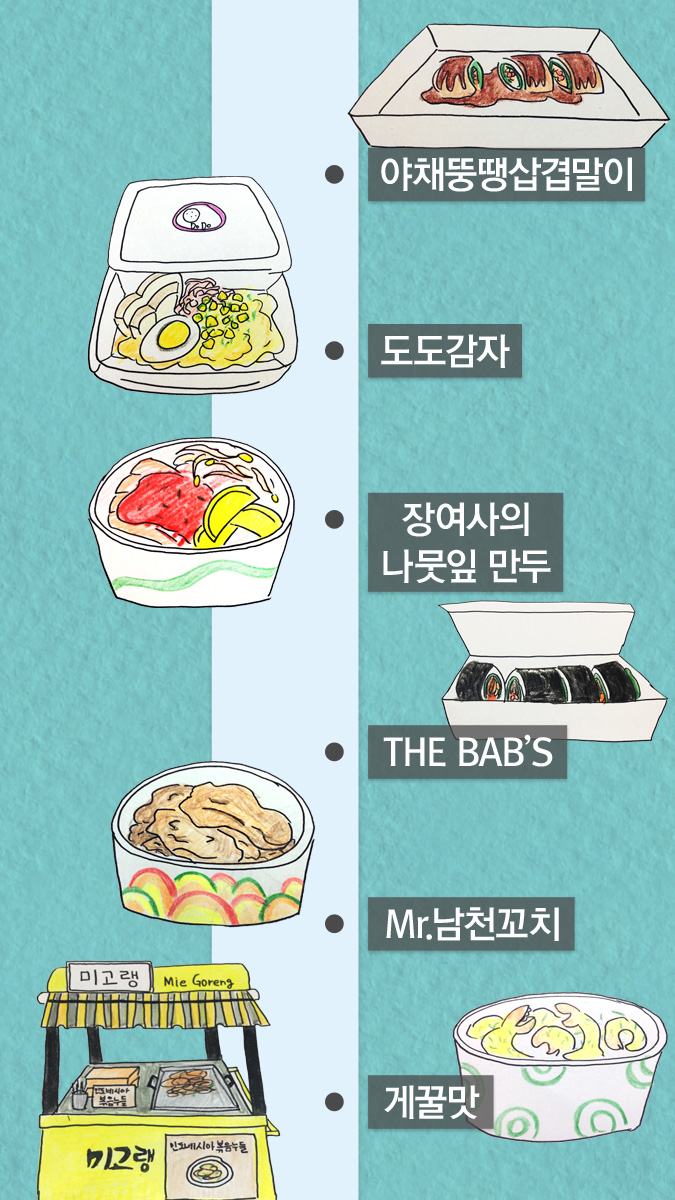 야채뚱땡삼겹말이
Do Do
도도감자
장여사의
나뭇잎 만두
THE BAB'S
Mr.남천꼬치
미고랭 Mie Goreng
인도네시아
볶음누들
게꿀맛
미고랭
인도네시아 볶음누들